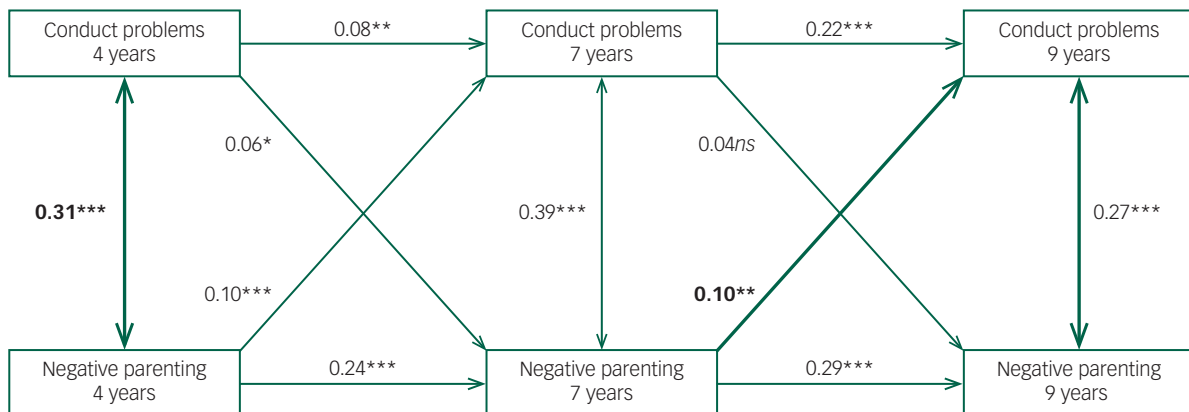 Conduct problems
4 years
0.08**
Conduct problems
7 years
0.22***
Conduct problems
9 years
0.06*
0.04ns
0.31***
0.39***
0.27***
0.10***
0.10**
Negative parenting
4 years
0.24***
Negative parenting
7 years
0.29***
Negative parenting
9 years